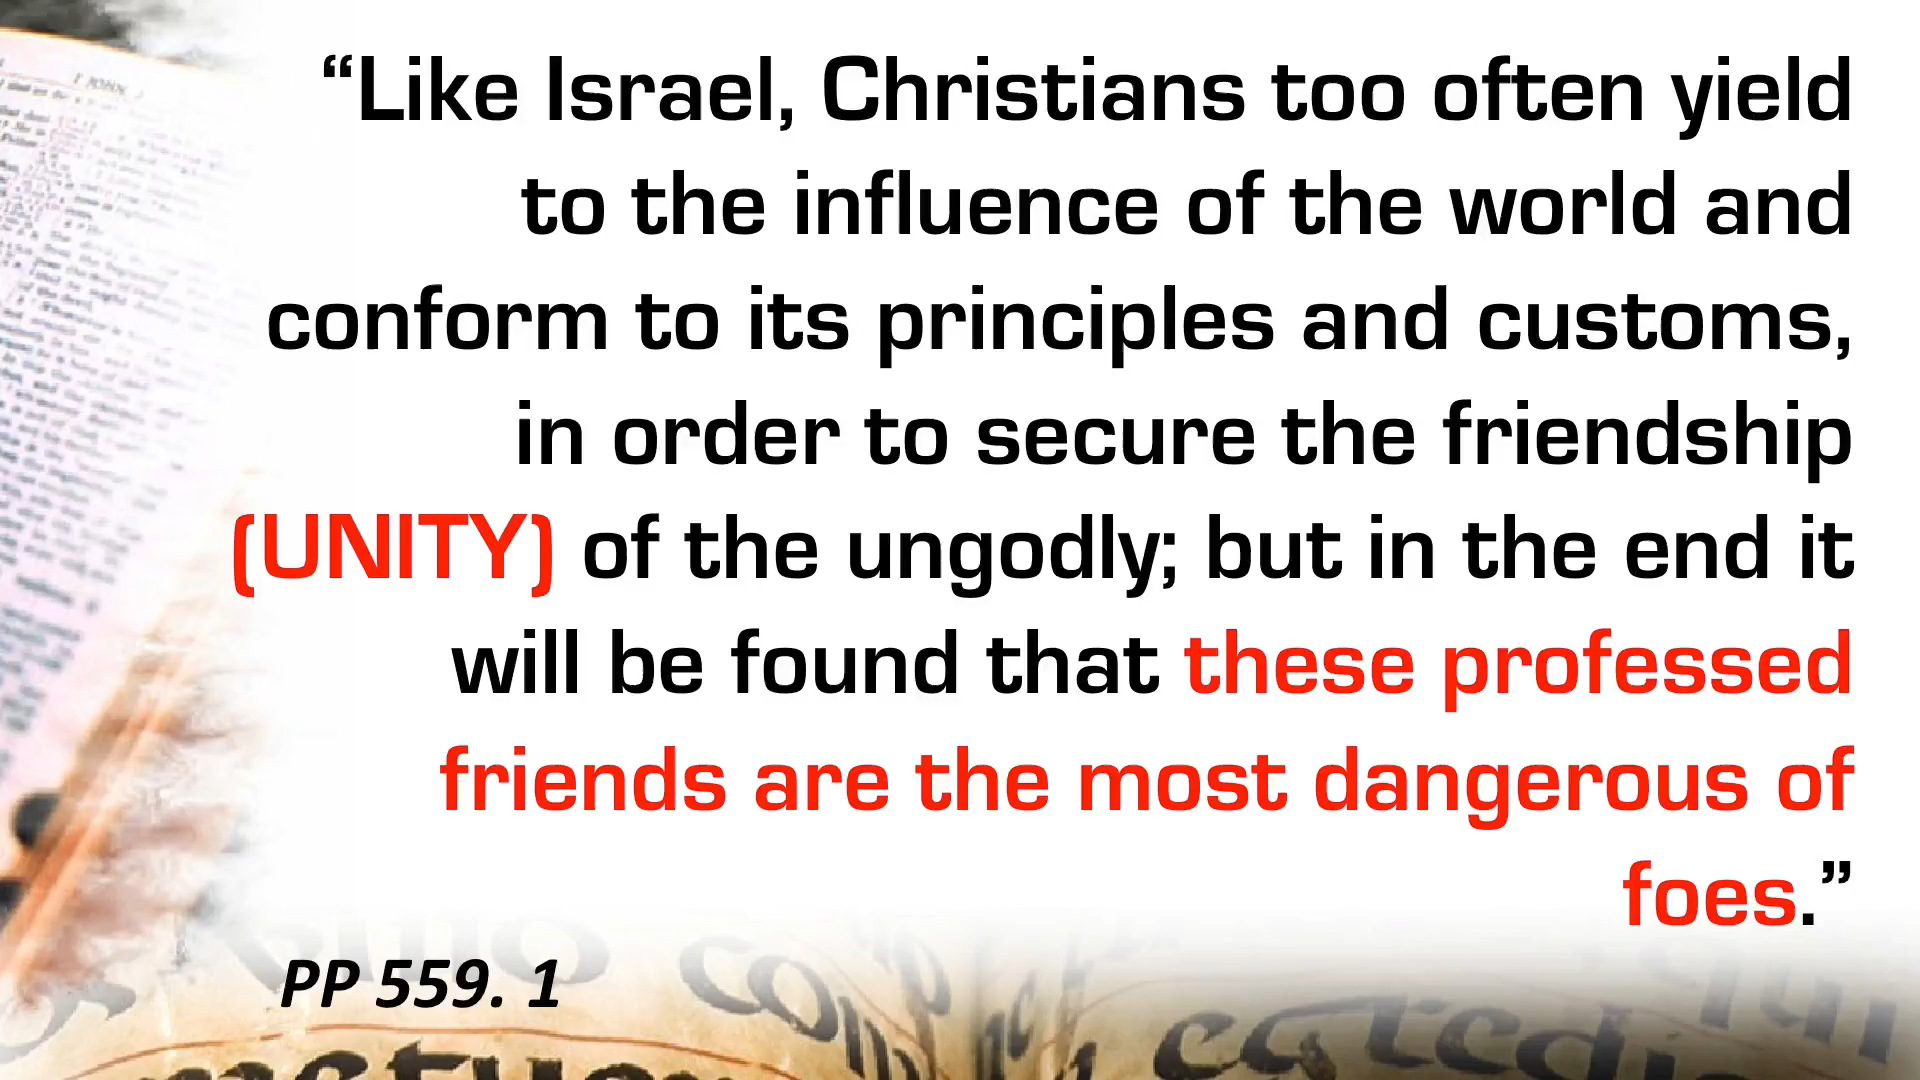 “Like Israel, Christians too often yield
to the influence of the world and
conform to its principles and customs,
in order to secure the friendship
(UNITY) of the ungodly; but in the end it
will be found that these professed
friends are the most dangerous of
foes.”
PP 559. 1
I JOHN